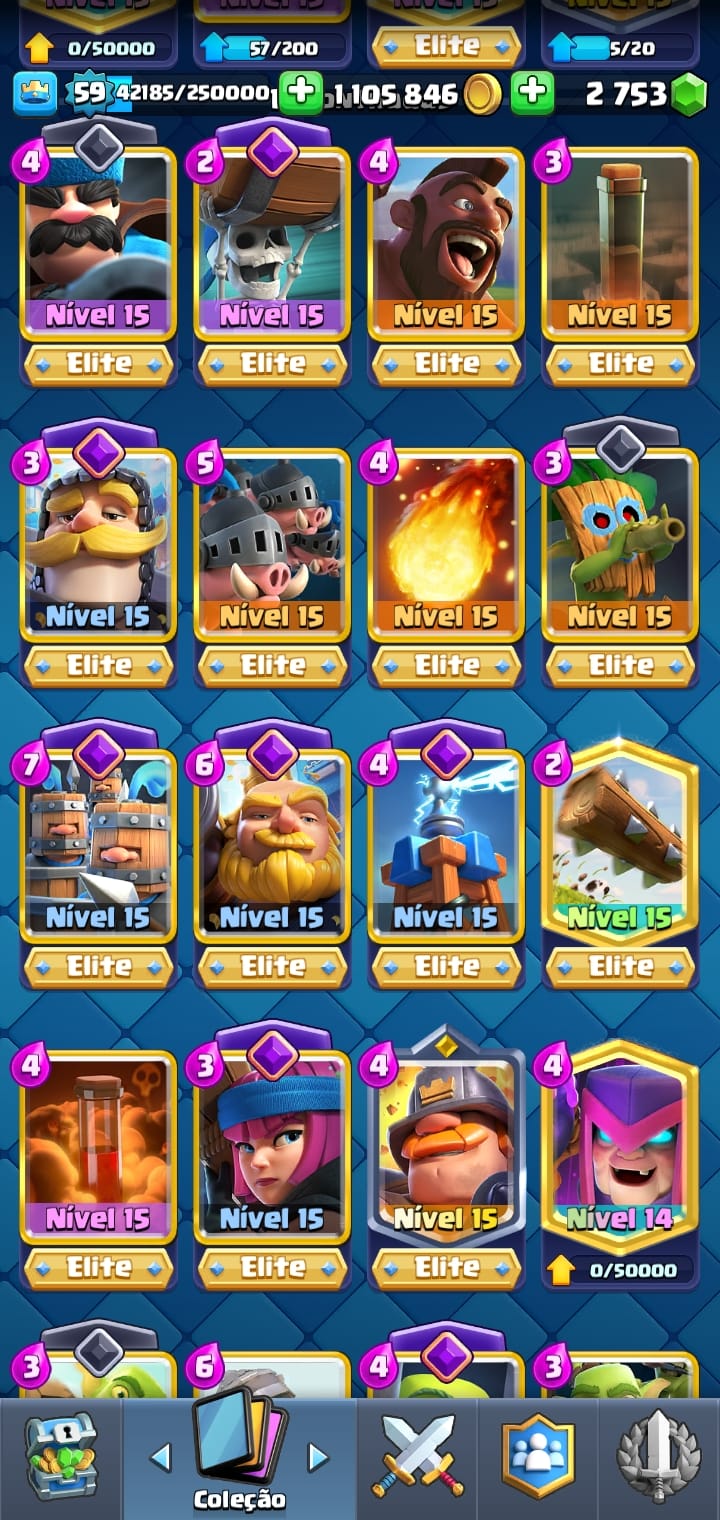 0/50000 57/200 Elite 5/20
59 42185/250000 1 105 846 2 753
4 2 4 3
Nível 15 Nível 15 Nível 15 Nível 15
Elite Elite Elite Elite
3 5 4 3
Nível 15 Nível 15 Nível 15 Nível 15
Elite Elite Elite Elite
7 6 4 2
Nível 15 Nível 15 Nível 15 Nível 15
Elite Elite Elite Elite
4 3 4 4
Nível 15 Nível 15 Nível 15 Nível 14
Elite Elite Elite 0/50000
3 6 4 3
Coleção